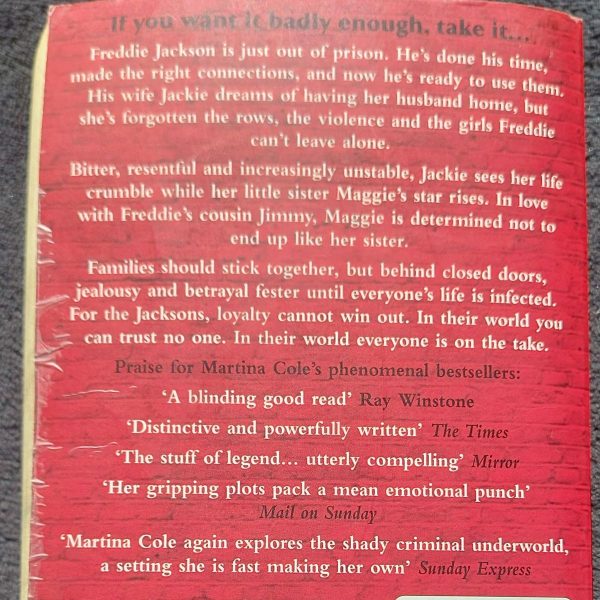 If you want it badly enough, take it...
Freddie Jackson is just out of prison. He's done his time,
made the right connections, and now he's ready to use them.
His wife Jackie dreams of having her husband home, but
she's forgotten the rows, the violence and the girls Freddie
can't leave alone.
Bitter, resentful and increasingly unstable, Jackie sees her life
crumble while her little sister Maggie's star rises. In love
with Freddie's cousin Jimmy, Maggie is determined not to
end up like her sister.
Families should stick together, but behind closed doors,
jealousy and betrayal fester until everyone's life is infected.
For the Jacksons, loyalty cannot win out. In their world you
can trust no one. In their world everyone is on the take.
Praise for Martina Cole's phenomenal bestsellers:
‘A blinding good read’ Ray Winstone
‘Distinctive and powerfully written’ The Times
‘The stuff of legend... utterly compelling’ Mirror
‘Her gripping plots pack a mean emotional punch’
Mail on Sunday
‘Martina Cole again explores the shady criminal underworld,
a setting she is fast making her own’ Sunday Express